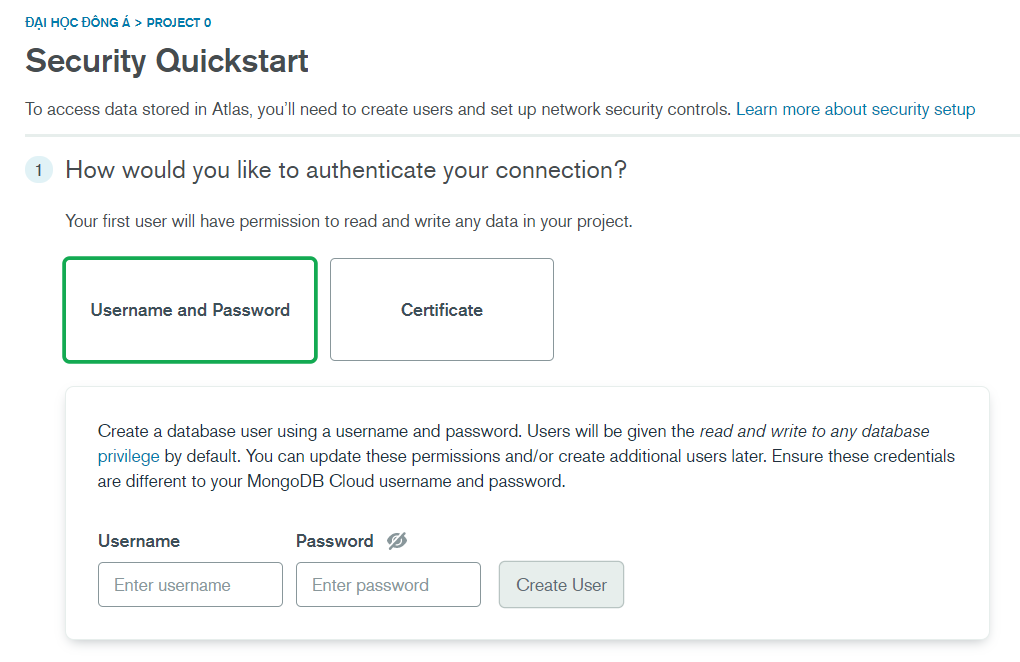 ĐẠI HỌC ĐÔNG Á > PROJECT 0
Security Quickstart
To access data stored in Atlas, you'll need to create users and set up network security controls. Learn more about security setup
1 How would you like to authenticate your connection?
Your first user will have permission to read and write any data in your project.
Username and Password
Certificate
Create a database user using a username and password. Users will be given the read and write to any database
privilege by default. You can update these permissions and/or create additional users later. Ensure these credentials
are different to your MongoDB Cloud username and password.
Username Password
Enter username Enter password Create User